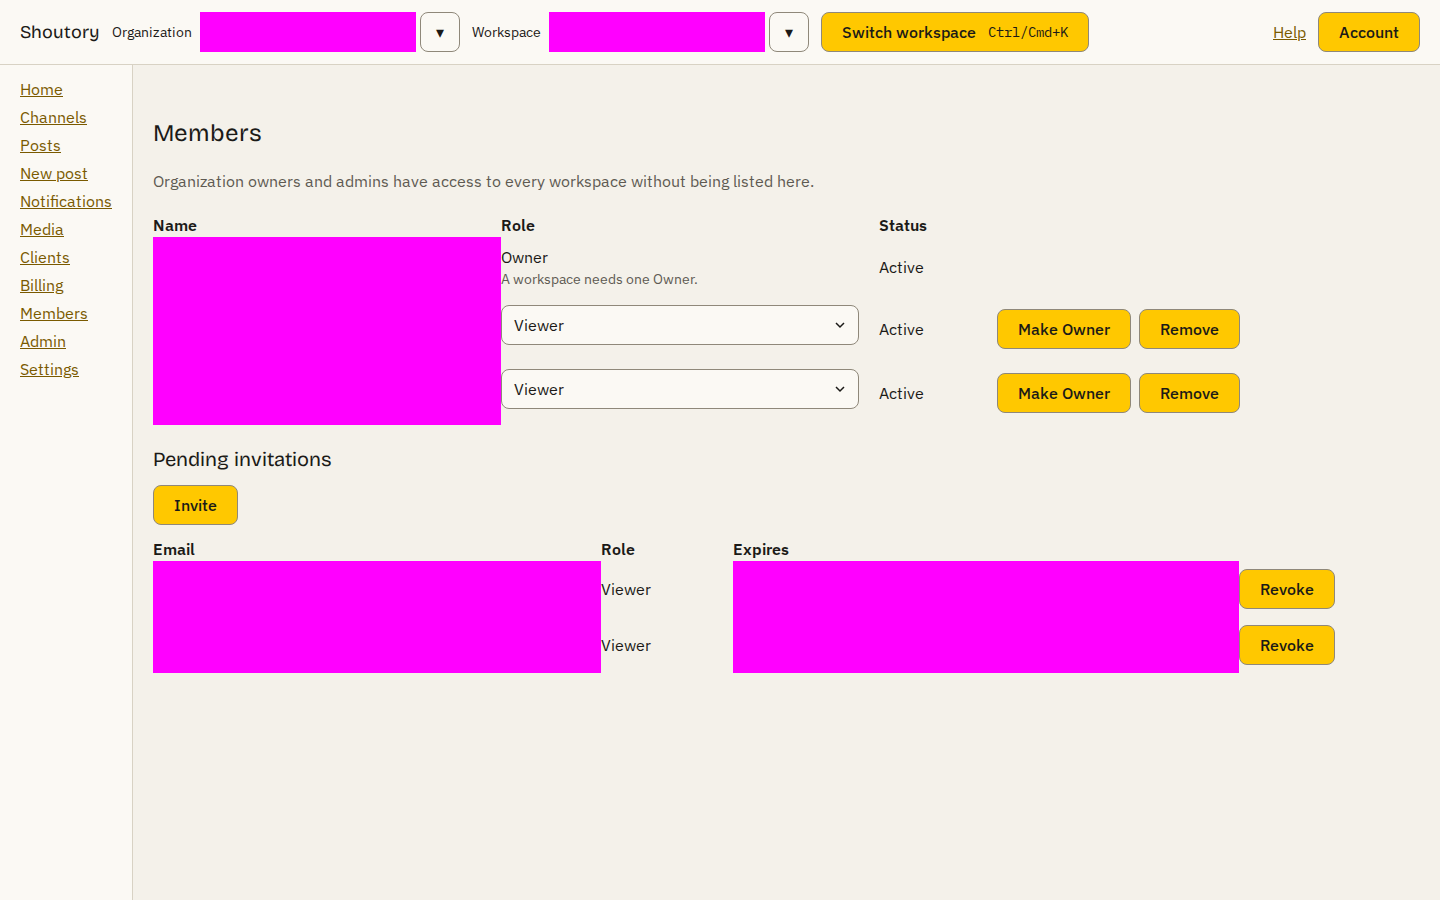 Shoutory Organization ▼ Workspace ▼ Switch workspace Ctrl/Cmd+K Help Account
Home
Channels
Posts
New post
Notifications
Media
Clients
Billing
Members
Admin
Settings
Members
Organization owners and admins have access to every workspace without being listed here.
Name Role Status
Owner
A workspace needs one Owner.
Active
Viewer Active Make Owner Remove
Viewer Active Make Owner Remove
Pending invitations
Invite
Email Role Expires
Viewer Revoke
Viewer Revoke